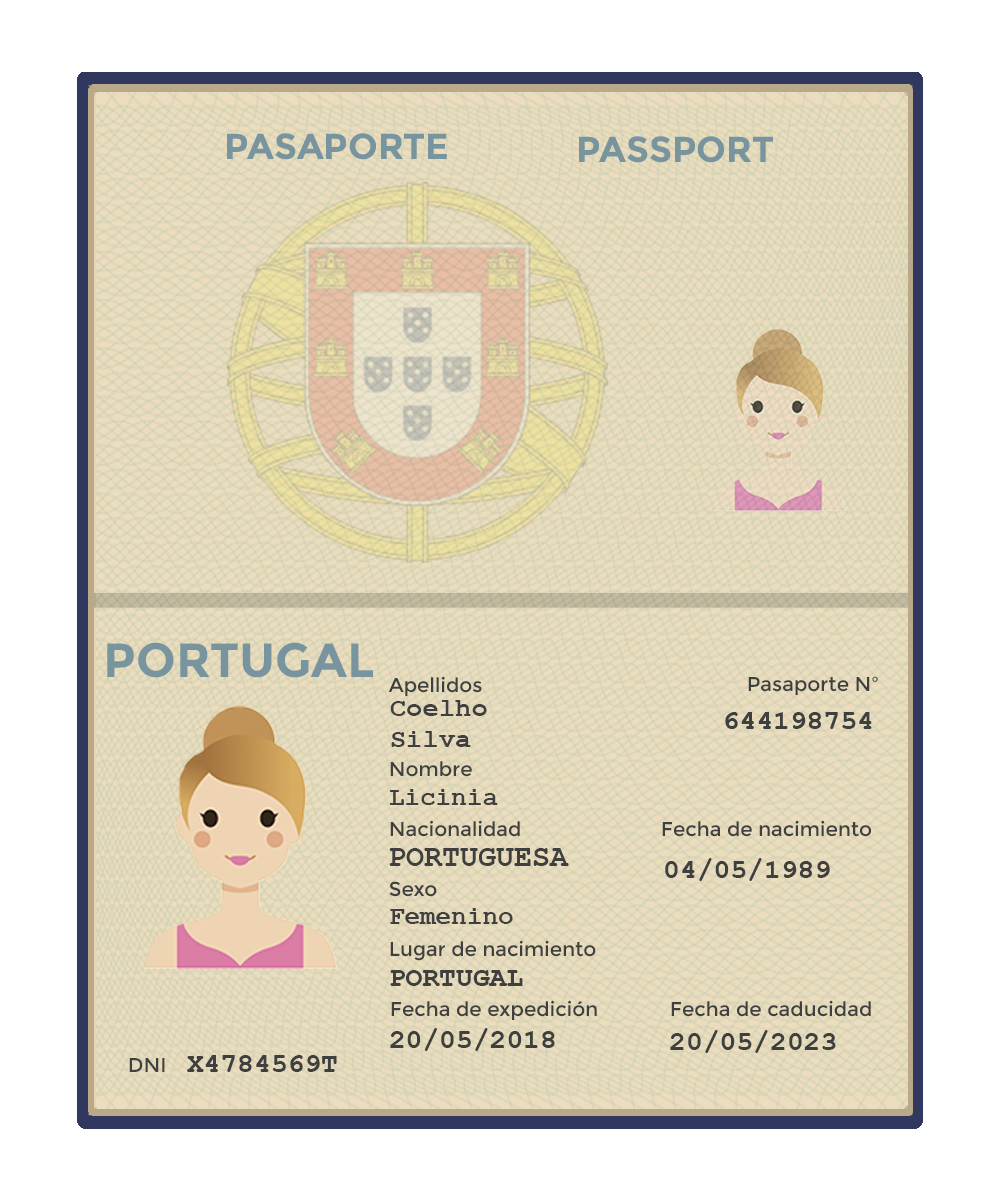 PASAPORTE PASSPORT
PORTUGAL
Apellidos
Coelho
Silva
Nombre
Licinia
Nacionalidad
PORTUGUESA
Sexo
Femenino
Lugar de nacimiento
PORTUGAL
Fecha de expedición
20/05/2018
Pasaporte N°
644198754
Fecha de nacimiento
04/05/1989
Fecha de caducidad
20/05/2023
DNI X4784569T